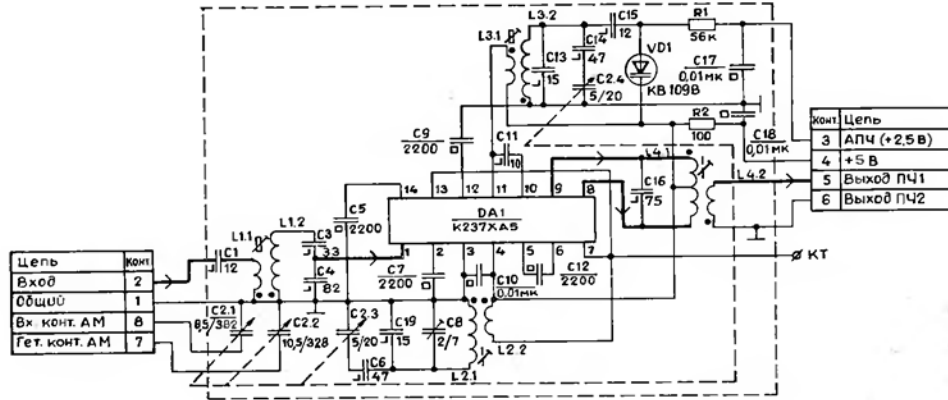 L3.2
C15
12
R1
56к
L3.1
C14
47
C13
15
VD1
КВ109В
C17
0,01мк
C2.4
5/20
R2
100
C18
0,01мк
C9
2200
C11
10
Конт.
Цепь
3
АПЧ (+2,5 В)
4
+5 В
5
Выход ПЧ1
6
Выход ПЧ2
L4.1
L4.2
C16
75
14
13
12
11
10
9
8
DA1
К237ХА5
1
2
3
4
5
6
7
C5
2200
L1.1
L1.2
C1
12
C3
33
C4
82
C7
2200
C10
0,01мк
C12
2200
КТ
Цепь
Конт.
Вход
2
Общий
1
Вх. конт. АМ
8
Гет. конт. АМ
7
C2.1
8,5/382
C2.2
10,5/328
C2.3
5/20
C19
15
C8
2/7
C6
47
L2.1
L2.2